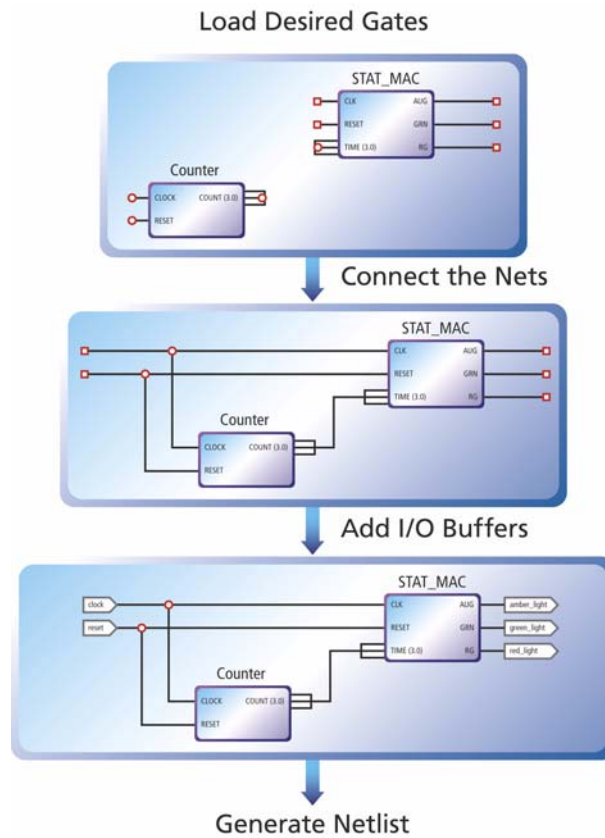 Load Desired Gates
STAT_MAC
CLK AUG
RESET GRN
TIME (3.0) RG
Counter
CLOCK COUNT (3.0)
RESET
Connect the Nets
STAT_MAC
CLK AUG
RESET GRN
TIME (3.0) RG
Counter
CLOCK COUNT (3.0)
RESET
Add I/O Buffers
STAT_MAC
clock CLK AUG amber_light
reset RESET GRN green_light
TIME (3.0) RG red_light
Counter
CLOCK COUNT (3.0)
RESET
Generate Netlist